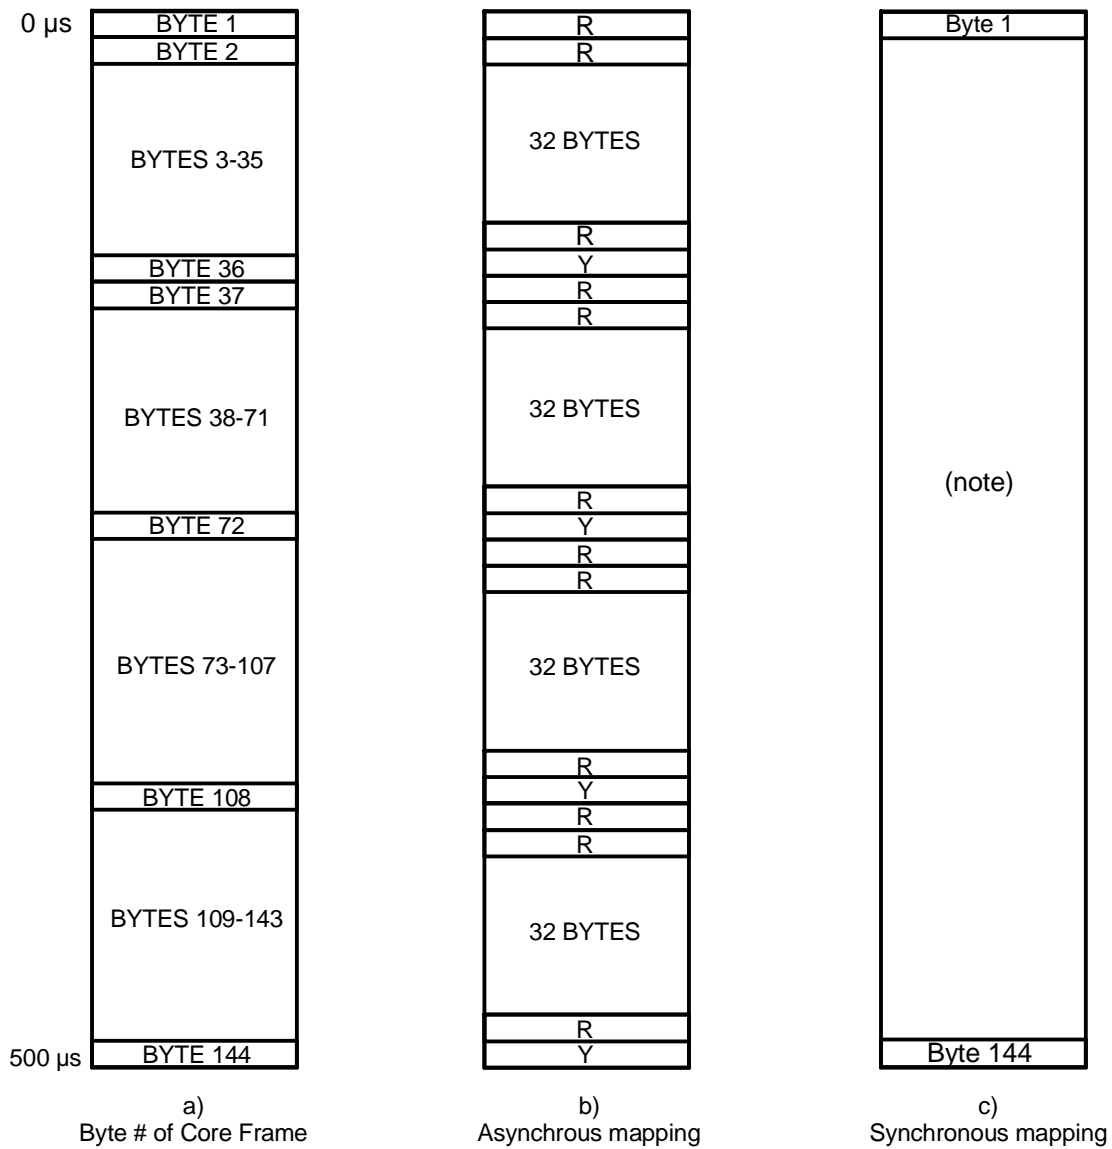 0 µs
BYTE 1
BYTE 2
BYTES 3-35
BYTE 36
BYTE 37
BYTES 38-71
BYTE 72
BYTES 73-107
BYTE 108
BYTES 109-143
500 µs
BYTE 144
a)
Byte # of Core Frame
R
R
32 BYTES
R
Y
R
R
32 BYTES
R
Y
R
R
32 BYTES
R
Y
R
R
32 BYTES
R
Y
b)
Asynchrous mapping
Byte 1
(note)
Byte 144
c)
Synchronous mapping